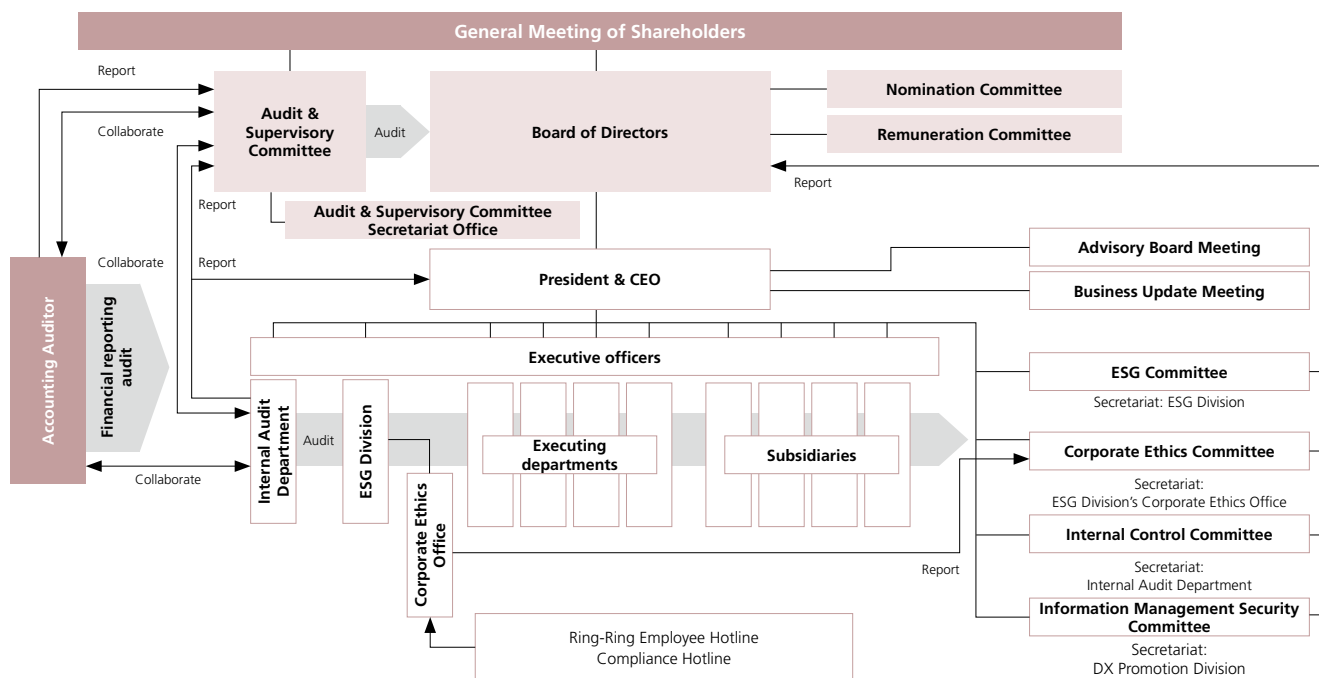 General Meeting of Shareholders
Report
Collaborate
Audit &
Supervisory
Committee
Audit
Board of Directors
Nomination Committee
Remuneration Committee
Report
Report
Audit & Supervisory Committee
Secretariat Office
Collaborate
Report
President & CEO
Advisory Board Meeting
Business Update Meeting
Accounting Auditor
Financial reporting
audit
Executive officers
ESG Committee
Secretariat: ESG Division
Internal Audit
Department
Audit
ESG Division
Executing
departments
Subsidiaries
Corporate Ethics Committee
Secretariat:
ESG Division's Corporate Ethics Office
Collaborate
Corporate Ethics
Office
Internal Control Committee
Report
Secretariat:
Internal Audit Department
Information Management Security
Committee
Secretariat:
DX Promotion Division
Ring-Ring Employee Hotline
Compliance Hotline